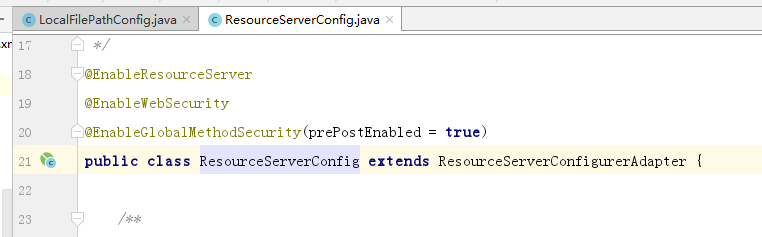 LocalFilePathConfig.java × ResourceServerConfig.java ×
17 */
18 @EnableResourceServer
19 @EnableWebSecurity
20 @EnableGlobalMethodSecurity(prePostEnabled = true)
21 public class ResourceServerConfig extends ResourceServerConfigurerAdapter {
22
23 /**